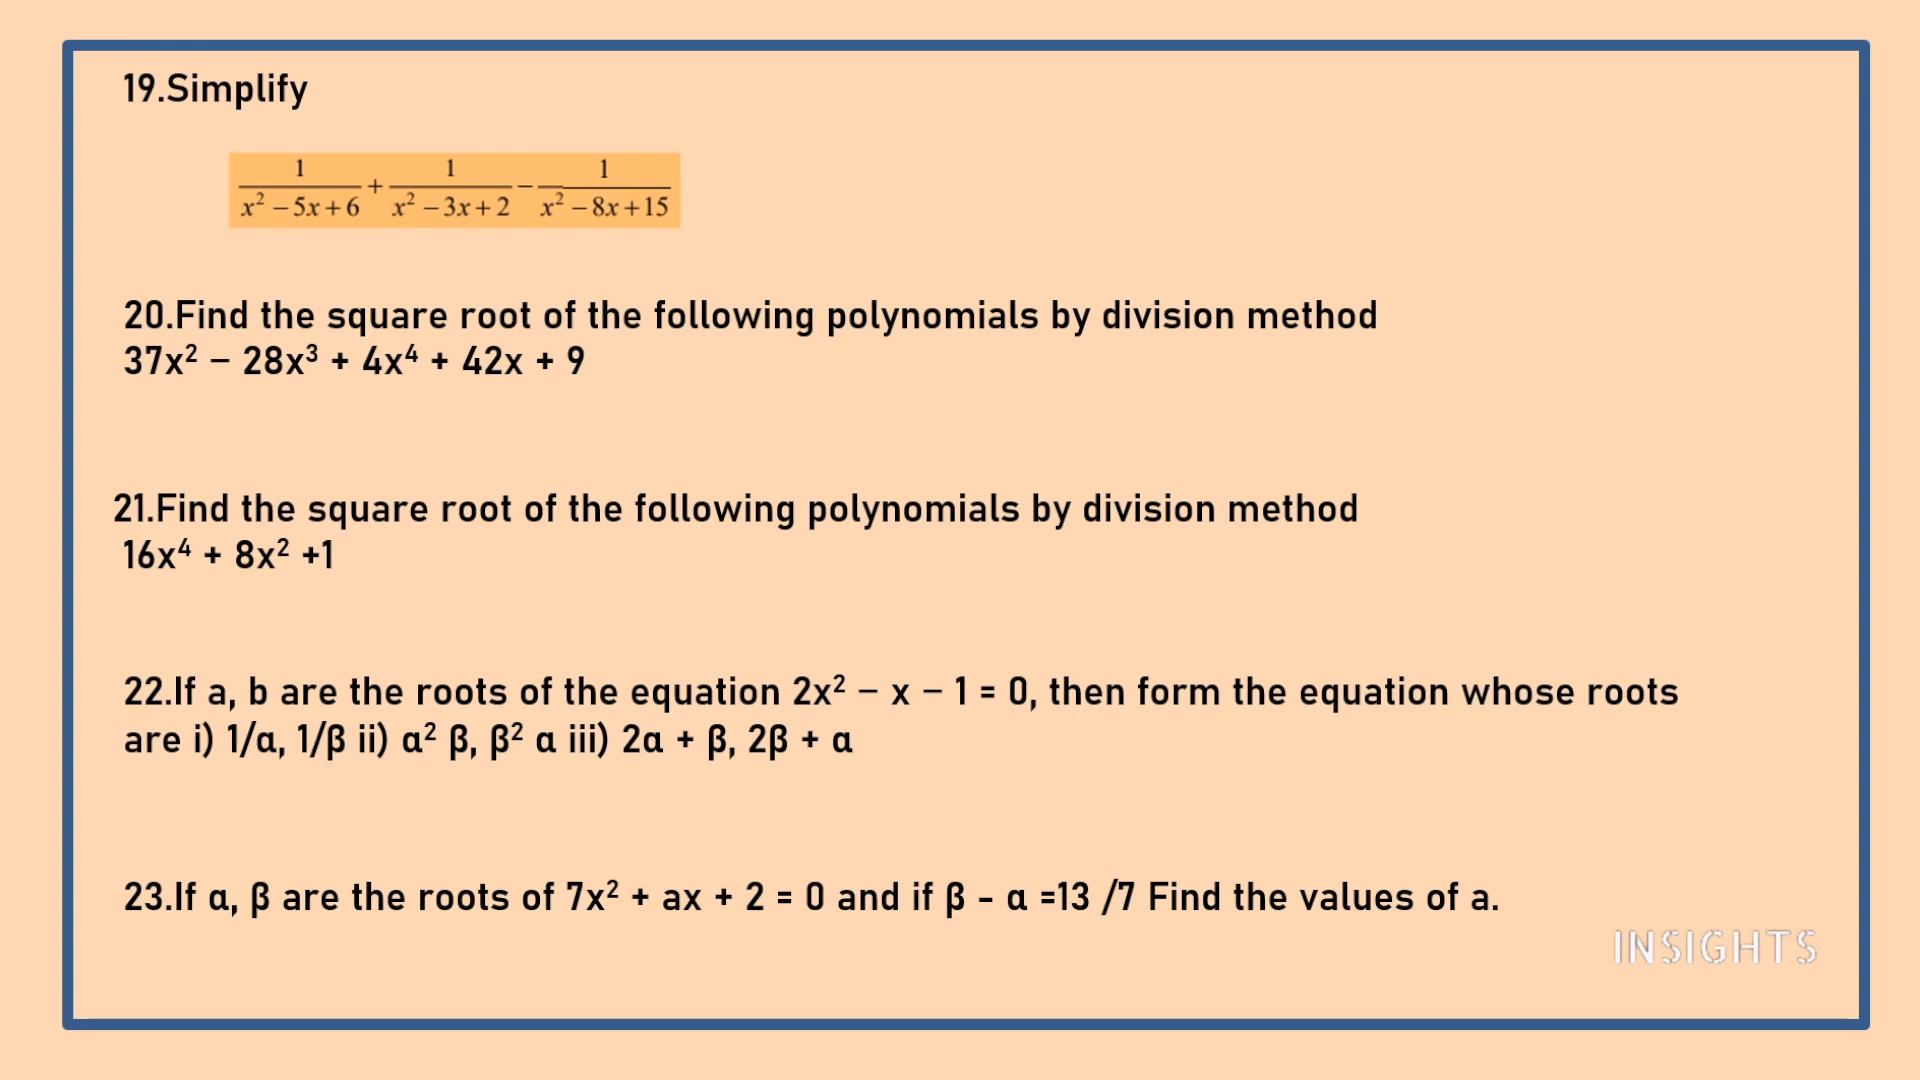 19.Simplify
1/(x² – 5x + 6) + 1/(x² – 3x + 2) – 1/(x² – 8x + 15)
20.Find the square root of the following polynomials by division method
37x² – 28x³ + 4x⁴ + 42x + 9
21.Find the square root of the following polynomials by division method
16x⁴ + 8x² +1
22.If a, b are the roots of the equation 2x² – x – 1 = 0, then form the equation whose roots
are i) 1/α, 1/β ii) α² β, β² α iii) 2α + β, 2β + α
23.If α, β are the roots of 7x² + ax + 2 = 0 and if β - α =13 /7 Find the values of a.
INSIGHTS